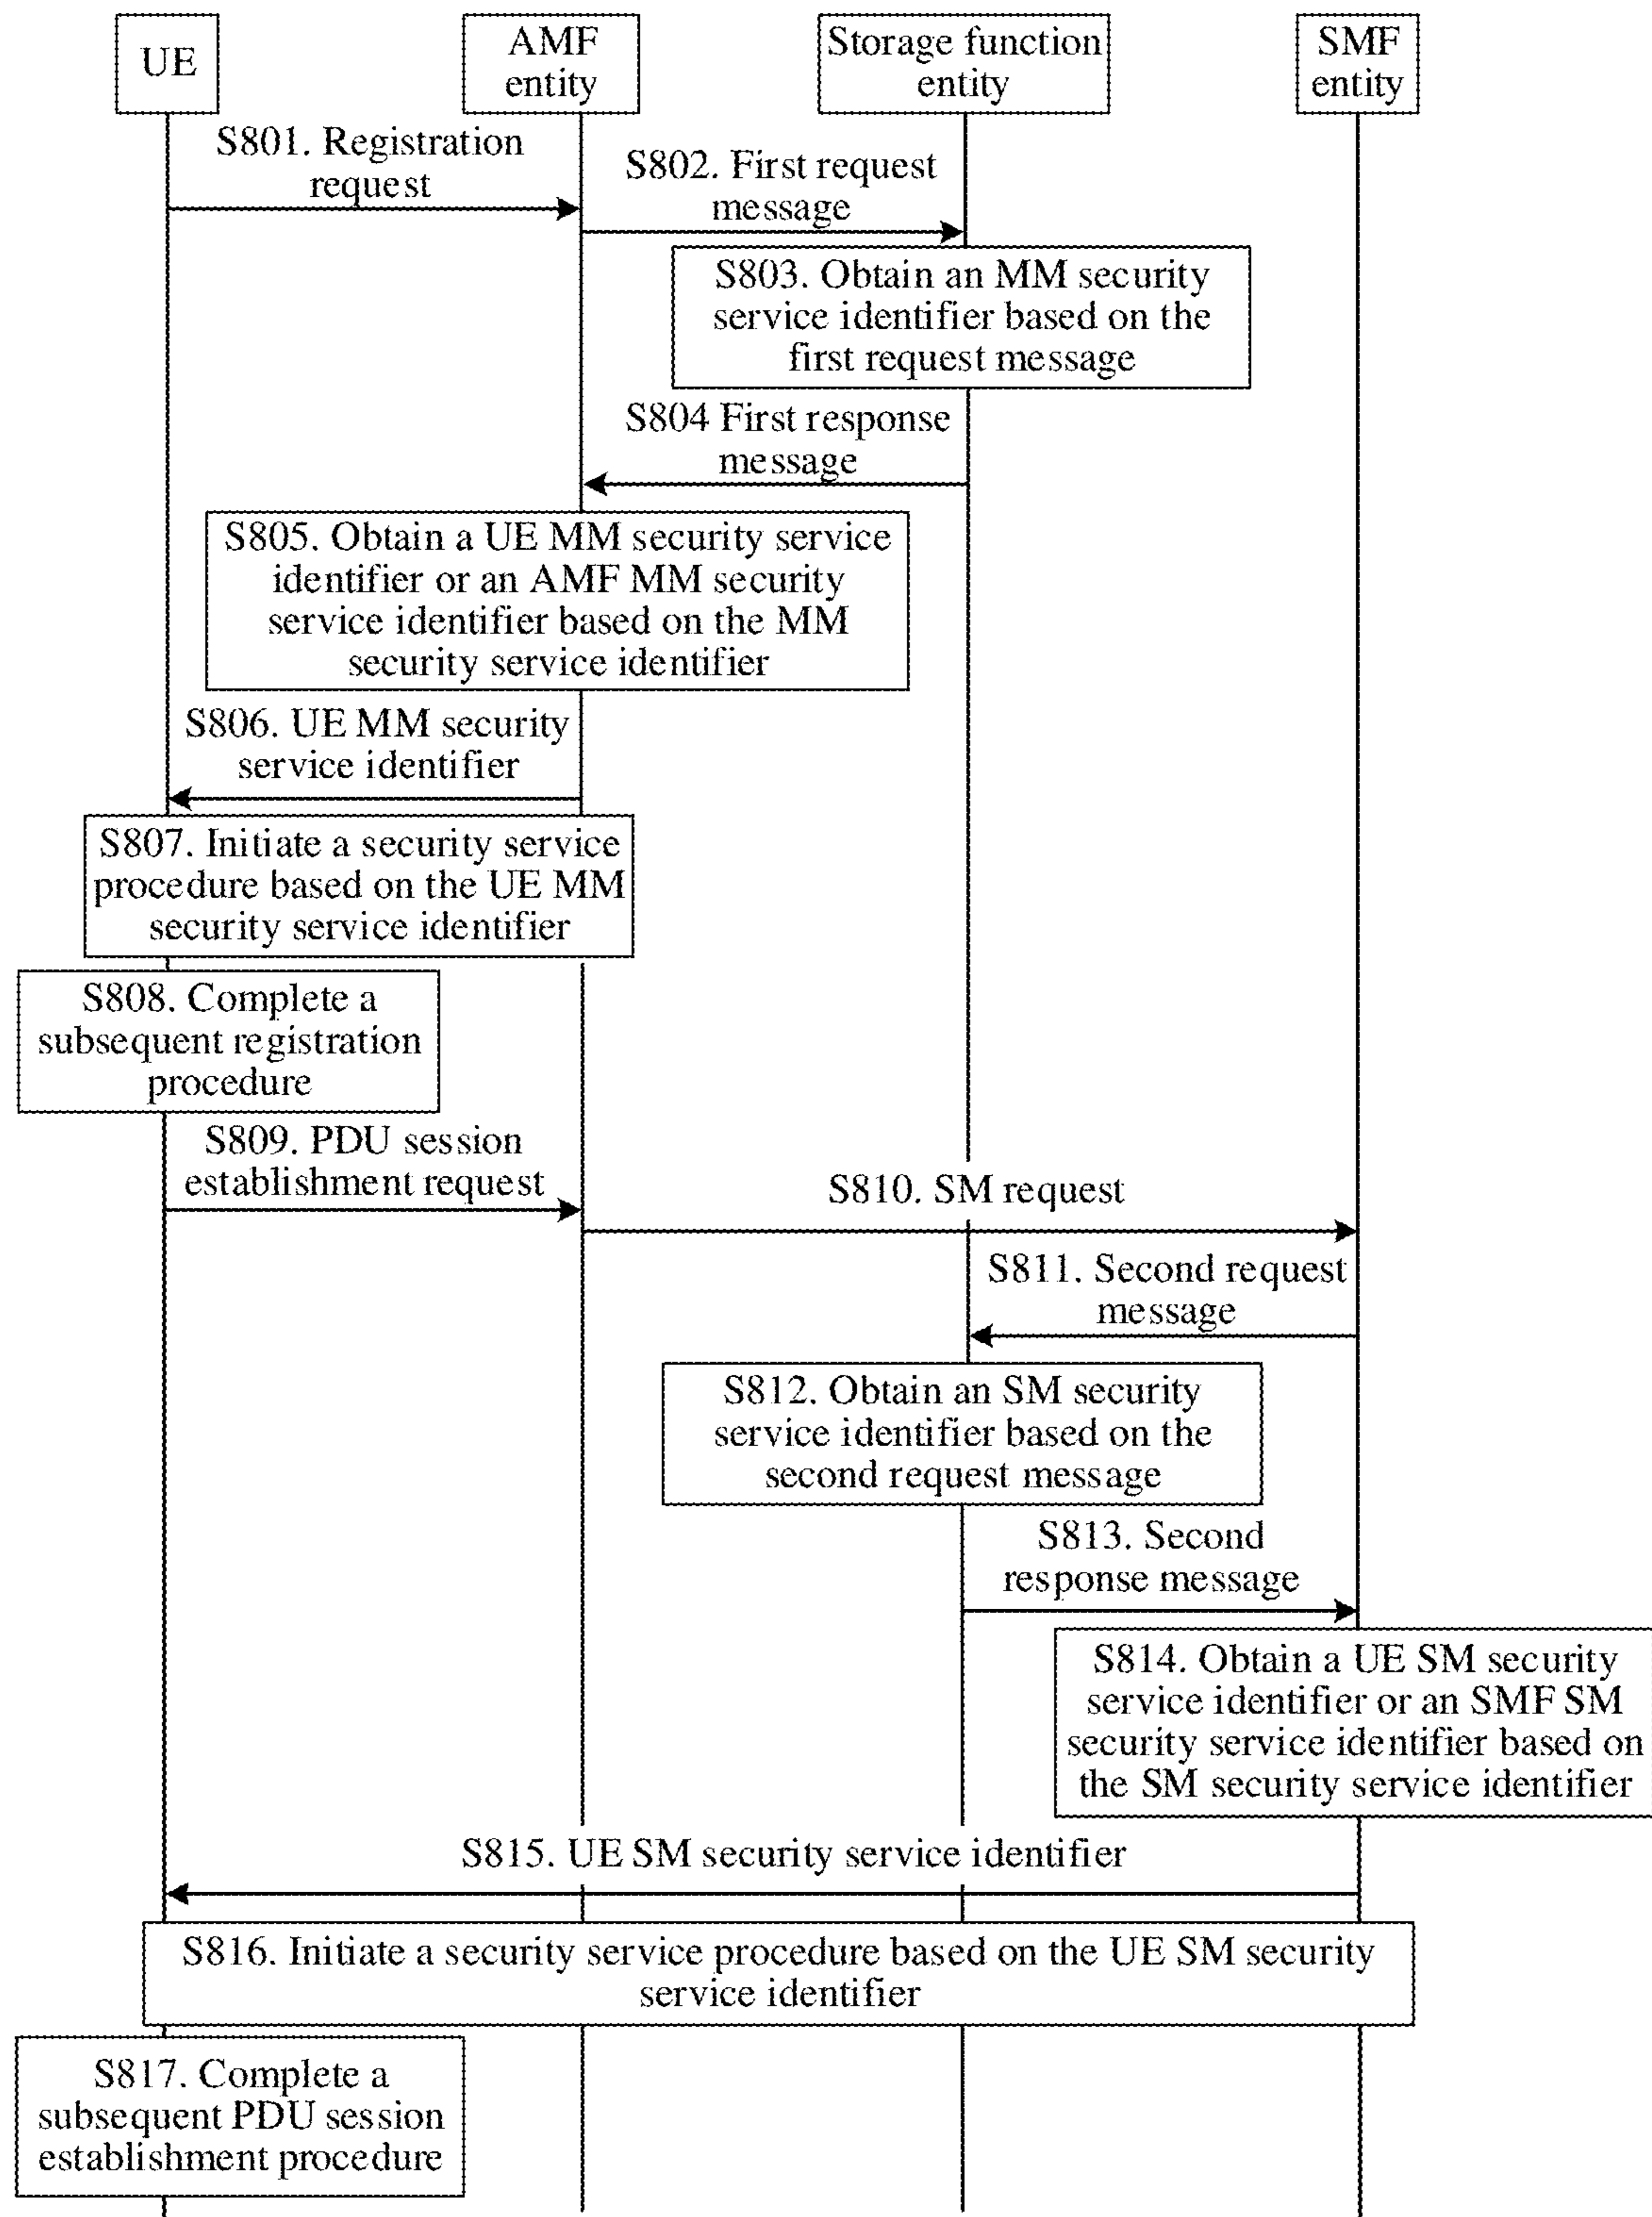 UE
AMF
entity
Storage function
entity
SMF
entity
S801. Registration
request
S802. First request
message
S803. Obtain an MM security
service identifier based on the
first request message
S804 First response
message
S805. Obtain a UE MM security service
identifier or an AMF MM security
service identifier based on the MM
security service identifier
S806. UE MM security
service identifier
S807. Initiate a security service
procedure based on the UE MM
security service identifier
S808. Complete a
subsequent registration
procedure
S809. PDU session
establishment request
S810. SM request
S811. Second request
message
S812. Obtain an SM security
service identifier based on the
second request message
S813. Second
response message
S814. Obtain a UE SM security
service identifier or an SMF SM
security service identifier based on
the SM security service identifier
S815. UE SM security service identifier
S816. Initiate a security service procedure based on the UE SM security
service identifier
S817. Complete a
subsequent PDU session
establishment procedure